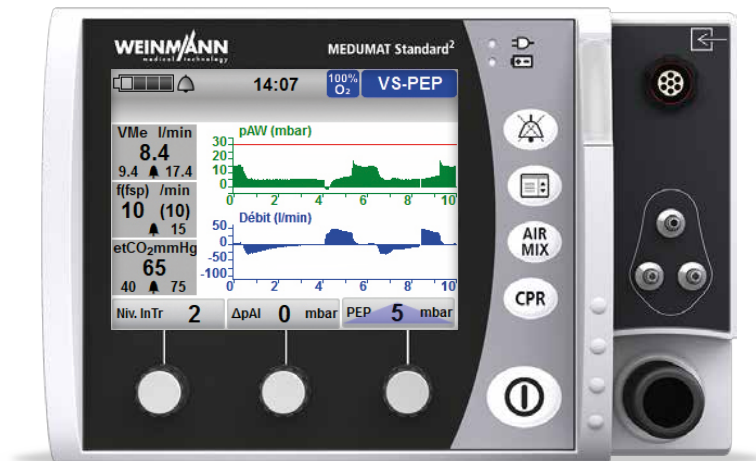 WEINMANN
medical technology
MEDUMAT Standard²
14:07
100%
O₂
VS-PEP
VMe l/min
8.4
9.4 17.4
f(fsp) /min
10 (10)
15
etCO₂mmHg
65
40 75
pAW (mbar)
30
20
10
0
0' 2' 4' 6' 8' 10'
Débit (l/min)
50
0
-50
-100
0' 2' 4' 6' 8' 10'
Niv. InTr 2
ΔpAI 0 mbar
PEP 5 mbar
AIR
MIX
CPR